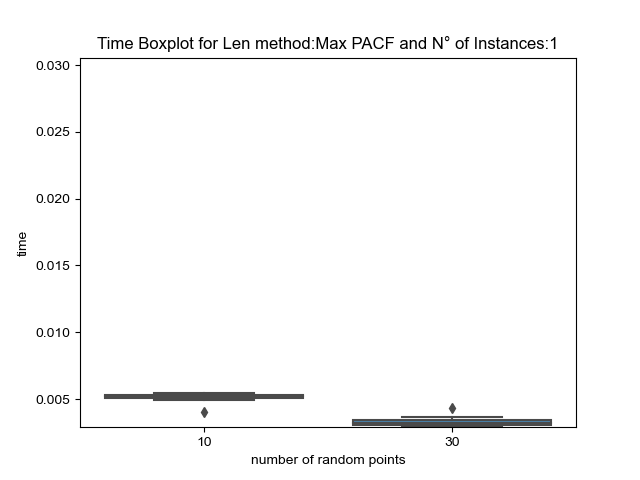 Time Boxplot for Len method:Max PACF and N° of Instances:1
0.030
0.025
0.020
0.015
0.010
0.005
time
10
30
number of random points